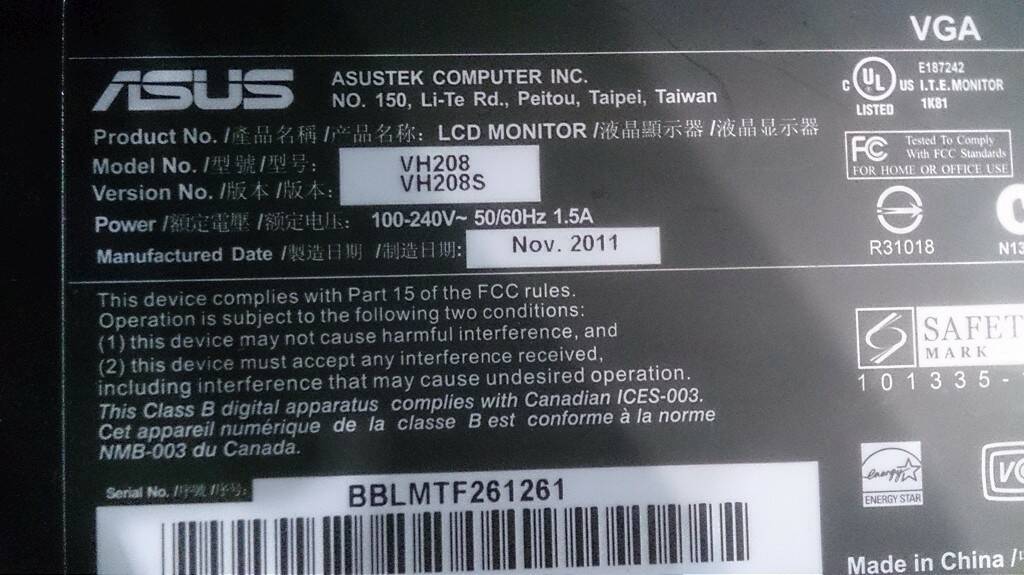 VGA
ASUS
ASUSTEK COMPUTER INC.
NO. 150, Li-Te Rd., Peitou, Taipei, Taiwan
Product No. /產品名稱 /产品名称: LCD MONITOR /液晶顯示器 /液晶显示器
Model No. /型號 /型号: VH208
VH208S
Version No. /版本 /版本:
Power /額定電壓 /额定电压: 100-240V~ 50/60Hz 1.5A
Manufactured Date /製造日期 /制造日期: Nov. 2011
C UL US
LISTED
E187242
I.T.E. MONITOR
1K81
FC Tested To Comply
With FCC Standards
FOR HOME OR OFFICE USE
R31018
N13
This device complies with Part 15 of the FCC rules.
Operation is subject to the following two conditions:
(1) this device may not cause harmful interference, and
(2) this device must accept any interference received,
including interference that may cause undesired operation.
This Class B digital apparatus complies with Canadian ICES-003.
Cet appareil numérique de la classe B est conforme à la norme
NMB-003 du Canada.
SAFET
MARK
101335-
energy
ENERGY STAR
Serial No. /序號 /序号: BBLMTF261261
Made in China /